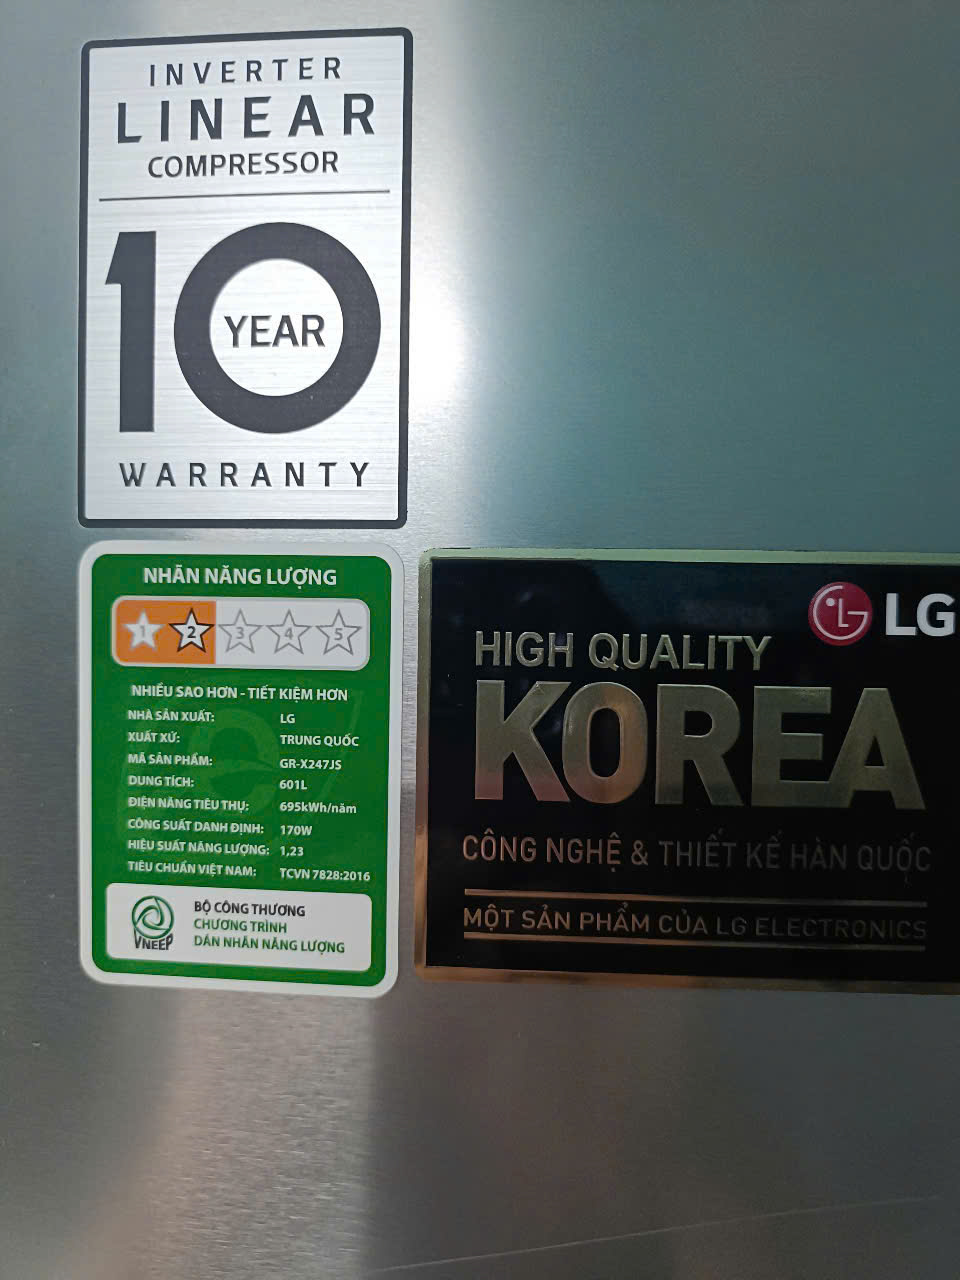 INVERTER
LINEAR
COMPRESSOR
10
YEAR
WARRANTY
NHÃN NĂNG LƯỢNG
1 2 3 4 5
NHIỀU SAO HƠN - TIẾT KIỆM HƠN
NHÀ SẢN XUẤT: LG
XUẤT XỨ: TRUNG QUỐC
MÃ SẢN PHẨM: GR-X247JS
DUNG TÍCH: 601L
ĐIỆN NĂNG TIÊU THỤ: 695kWh/năm
CÔNG SUẤT DANH ĐỊNH: 170W
HIỆU SUẤT NĂNG LƯỢNG: 1,23
TIÊU CHUẨN VIỆT NAM: TCVN 7828:2016
VNEEP
BỘ CÔNG THƯƠNG
CHƯƠNG TRÌNH
DÁN NHÃN NĂNG LƯỢNG
LG
HIGH QUALITY
KOREA
CÔNG NGHỆ & THIẾT KẾ HÀN QUỐC
MỘT SẢN PHẨM CỦA LG ELECTRONICS